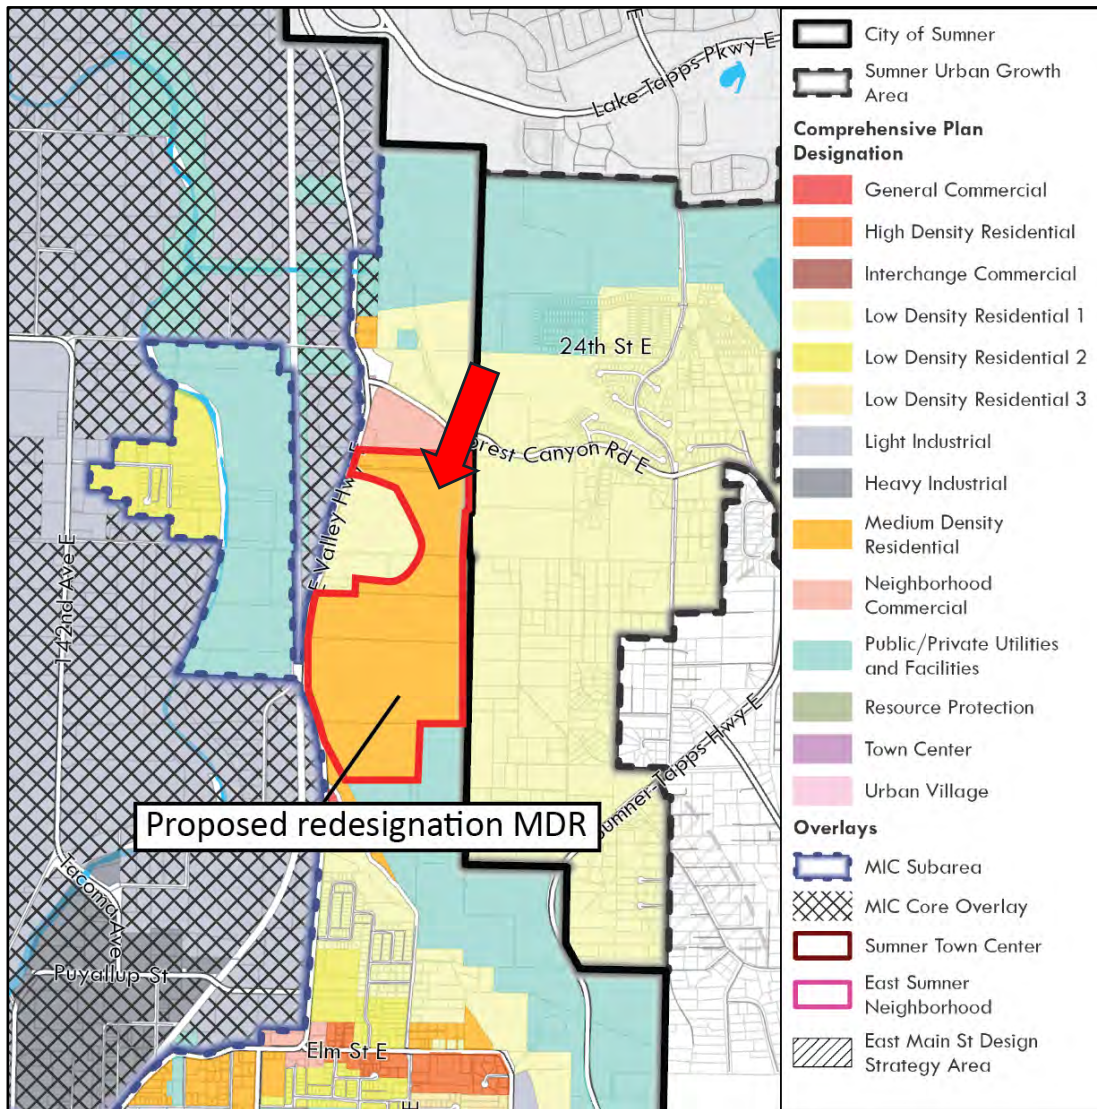 Lake Tapps Pkwy E
E
24th St E
Forest Canyon Rd E
E Valley Hwy E
142nd Ave E
Sumner-Tapps Hwy E
Proposed redesignation MDR
Tacoma Ave
Puyallup St
Elm St E
E
City of Sumner
Sumner Urban Growth
Area
Comprehensive Plan
Designation
General Commercial
High Density Residential
Interchange Commercial
Low Density Residential 1
Low Density Residential 2
Low Density Residential 3
Light Industrial
Heavy Industrial
Medium Density
Residential
Neighborhood
Commercial
Public/Private Utilities
and Facilities
Resource Protection
Town Center
Urban Village
Overlays
MIC Subarea
MIC Core Overlay
Sumner Town Center
East Sumner
Neighborhood
East Main St Design
Strategy Area